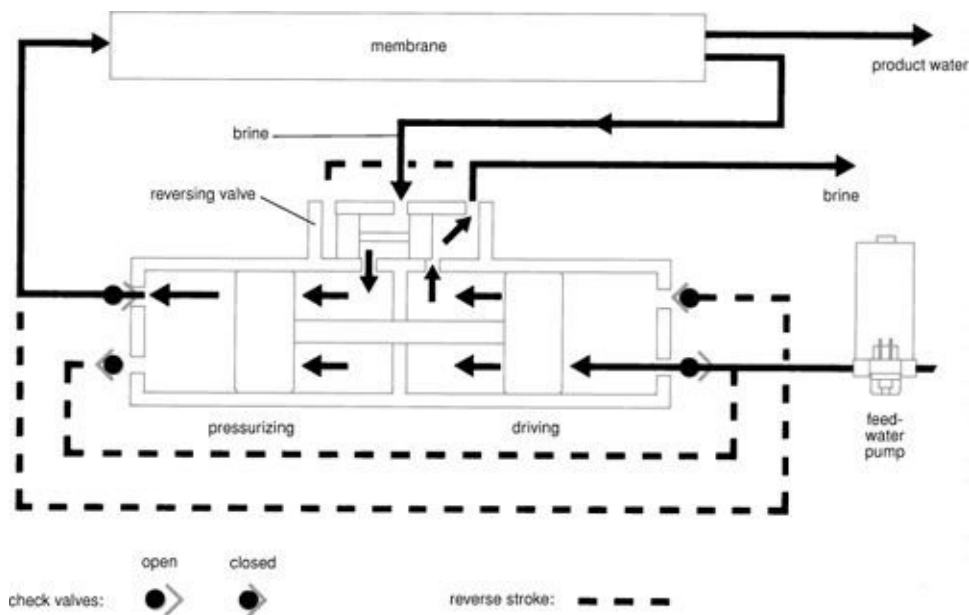 membrane
product water
brine
reversing valve
brine
pressurizing
driving
feed-
water
pump
open
closed
check valves:
reverse stroke: